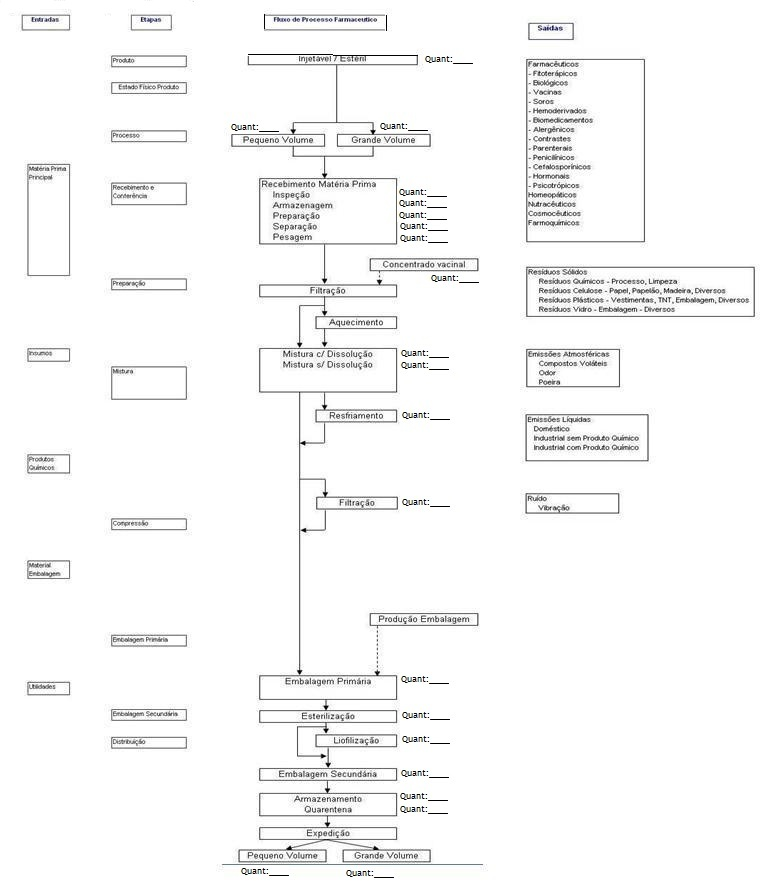 Entradas
Etapas
Fluxo de Processo Farmaceutico
Saídas
Produto
Injetável / Estéril
Quant:____
Farmacêuticos
- Fitoterápicos
- Biológicos
- Vacinas
- Soros
- Hemoderivados
- Biomedicamentos
- Alergênicos
- Contrastes
- Parenterais
- Penicilínicos
- Cefalosporínicos
- Hormonais
- Psicotrópicos
Homeopáticos
Nutracêuticos
Cosmocêuticos
Farmoquímicos
Estado Físico Produto
Quant:____
Quant:____
Processo
Pequeno Volume
Grande Volume
Matéria Prima
Principal
Recebimento e
Conferência
Recebimento Matéria Prima
Inspeção
Quant:____
Armazenagem
Quant:____
Preparação
Quant:____
Separação
Quant:____
Pesagem
Quant:____
Concentrado vacinal
Quant:____
Preparação
Filtração
Resíduos Sólidos
Resíduos Químicos - Processo, Limpeza
Resíduos Celulose - Papel, Papelão, Madeira, Diversos
Resíduos Plásticos - Vestimentas, TNT, Embalagem, Diversos
Resíduos Vidro - Embalagem - Diversos
Aquecimento
Insumos
Mistura
Mistura c/ Dissolução
Quant:____
Mistura s/ Dissolução
Quant:____
Emissões Atmosféricas
Compostos Voláteis
Odor
Poeira
Resfriamento
Quant:____
Emissões Líquidas
Doméstico
Industrial sem Produto Químico
Industrial com Produto Químico
Produtos
Químicos
Filtração
Quant:____
Ruído
Vibração
Compressão
Material
Embalagem
Produção Embalagem
Embalagem Primária
Utilidades
Embalagem Primária
Quant:____
Embalagem Secundária
Esterilização
Quant:____
Distribuição
Liofilização
Quant:____
Embalagem Secundária
Quant:____
Armazenamento
Quant:____
Quarentena
Quant:____
Expedição
Pequeno Volume
Grande Volume
Quant:____
Quant:____